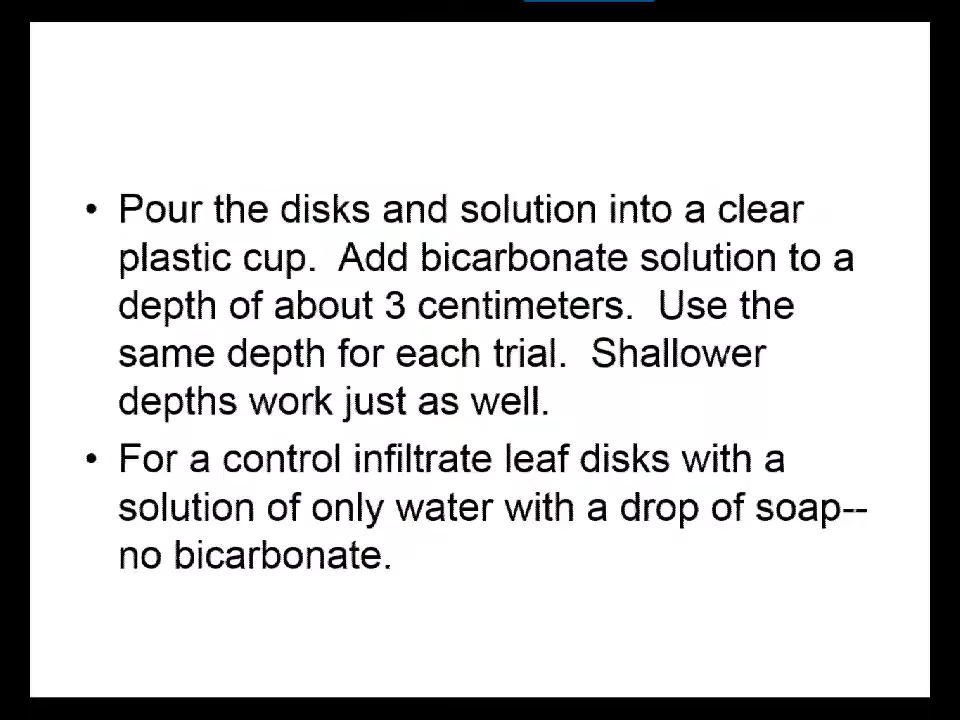 • Pour the disks and solution into a clear
plastic cup.  Add bicarbonate solution to a
depth of about 3 centimeters.  Use the
same depth for each trial.  Shallower
depths work just as well.
• For a control infiltrate leaf disks with a
solution of only water with a drop of soap--
no bicarbonate.